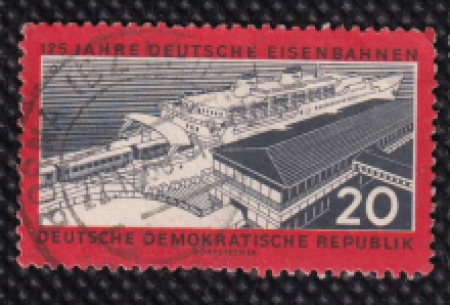 125 JAHRE DEUTSCHE EISENBAHNEN
20
DEUTSCHE DEMOKRATISCHE REPUBLIK